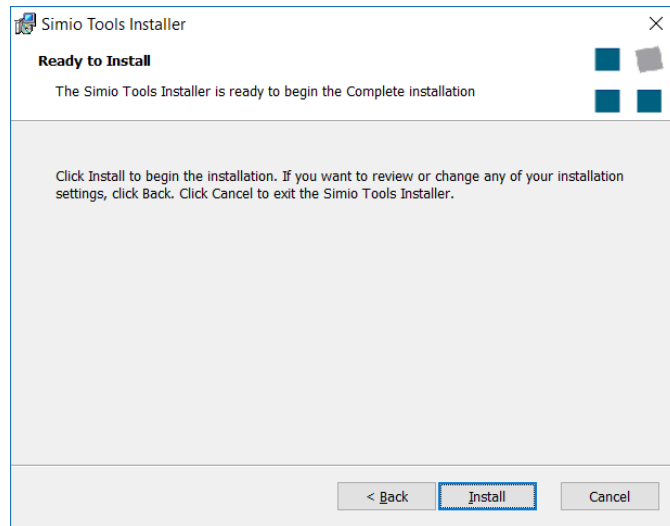 Simio Tools Installer
Ready to Install
The Simio Tools Installer is ready to begin the Complete installation
Click Install to begin the installation. If you want to review or change any of your installation
settings, click Back. Click Cancel to exit the Simio Tools Installer.
< Back Install Cancel